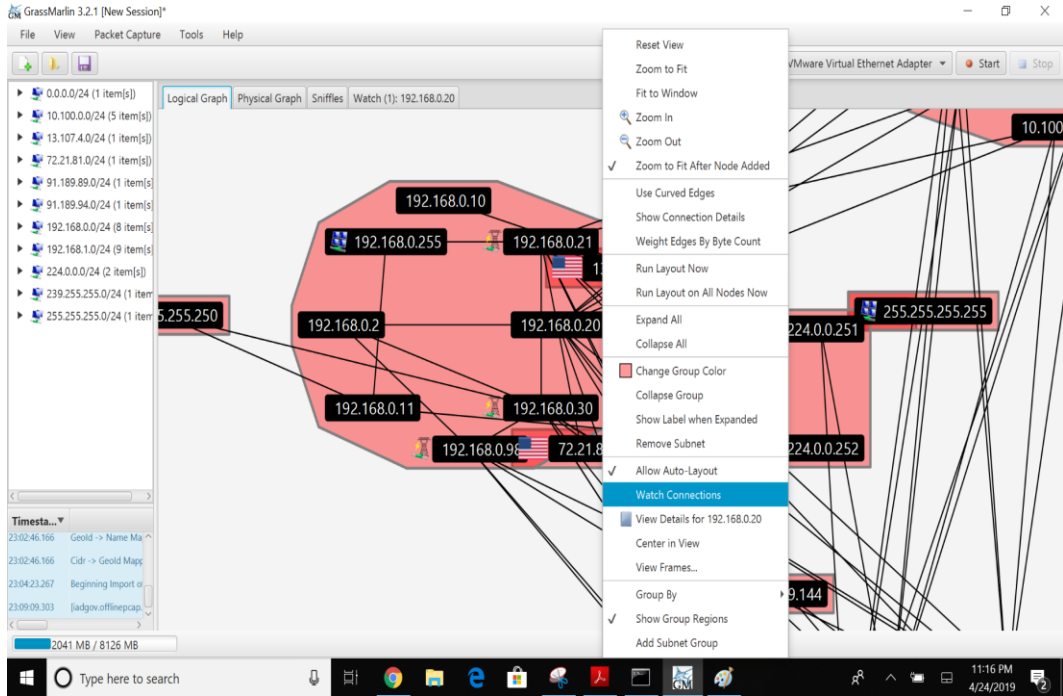 GrassMarlin 3.2.1 [New Session]*
File View Packet Capture Tools Help
VMware Virtual Ethernet Adapter Start Stop
0.0.0.0/24 (1 item[s])
10.100.0.0/24 (5 item[s])
13.107.4.0/24 (1 item[s])
72.21.81.0/24 (1 item[s])
91.189.89.0/24 (1 item[s]
91.189.94.0/24 (1 item[s]
192.168.0.0/24 (8 item[s]
192.168.1.0/24 (9 item[s]
224.0.0.0/24 (2 item[s])
239.255.255.0/24 (1 item
255.255.255.0/24 (1 item
Timesta...
23:02:46.166 GeoId -> Name Ma
23:02:46.166 Cidr -> GeoId Mapp
23:04:23.267 Beginning Import o
23:09:09.303 [iadgov.offlinepcap.
2041 MB / 8126 MB
Logical Graph Physical Graph Sniffles Watch (1): 192.168.0.20
192.168.0.10
192.168.0.255 192.168.0.21
13
5.255.250
192.168.0.2 192.168.0.20
192.168.0.11 192.168.0.30
192.168.0.98 72.21.8
10.100
255.255.255.255
224.0.0.251
224.0.0.252
9.144
Reset View
Zoom to Fit
Fit to Window
Zoom In
Zoom Out
Zoom to Fit After Node Added
Use Curved Edges
Show Connection Details
Weight Edges By Byte Count
Run Layout Now
Run Layout on All Nodes Now
Expand All
Collapse All
Change Group Color
Collapse Group
Show Label when Expanded
Remove Subnet
Allow Auto-Layout
Watch Connections
View Details for 192.168.0.20
Center in View
View Frames...
Group By
Show Group Regions
Add Subnet Group
Type here to search
11:16 PM
4/24/2019
2